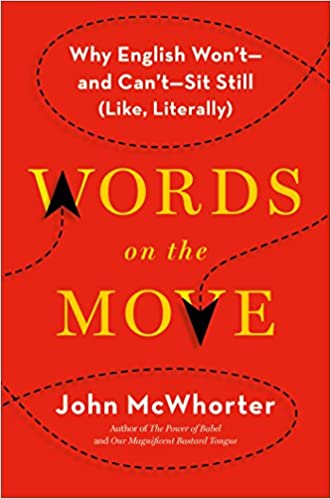 Why English Won't—
and Can't—Sit Still
(Like, Literally)
WORDS
on the
MOVE
John McWhorter
Author of The Power of Babel
and Our Magnificent Bastard Tongue